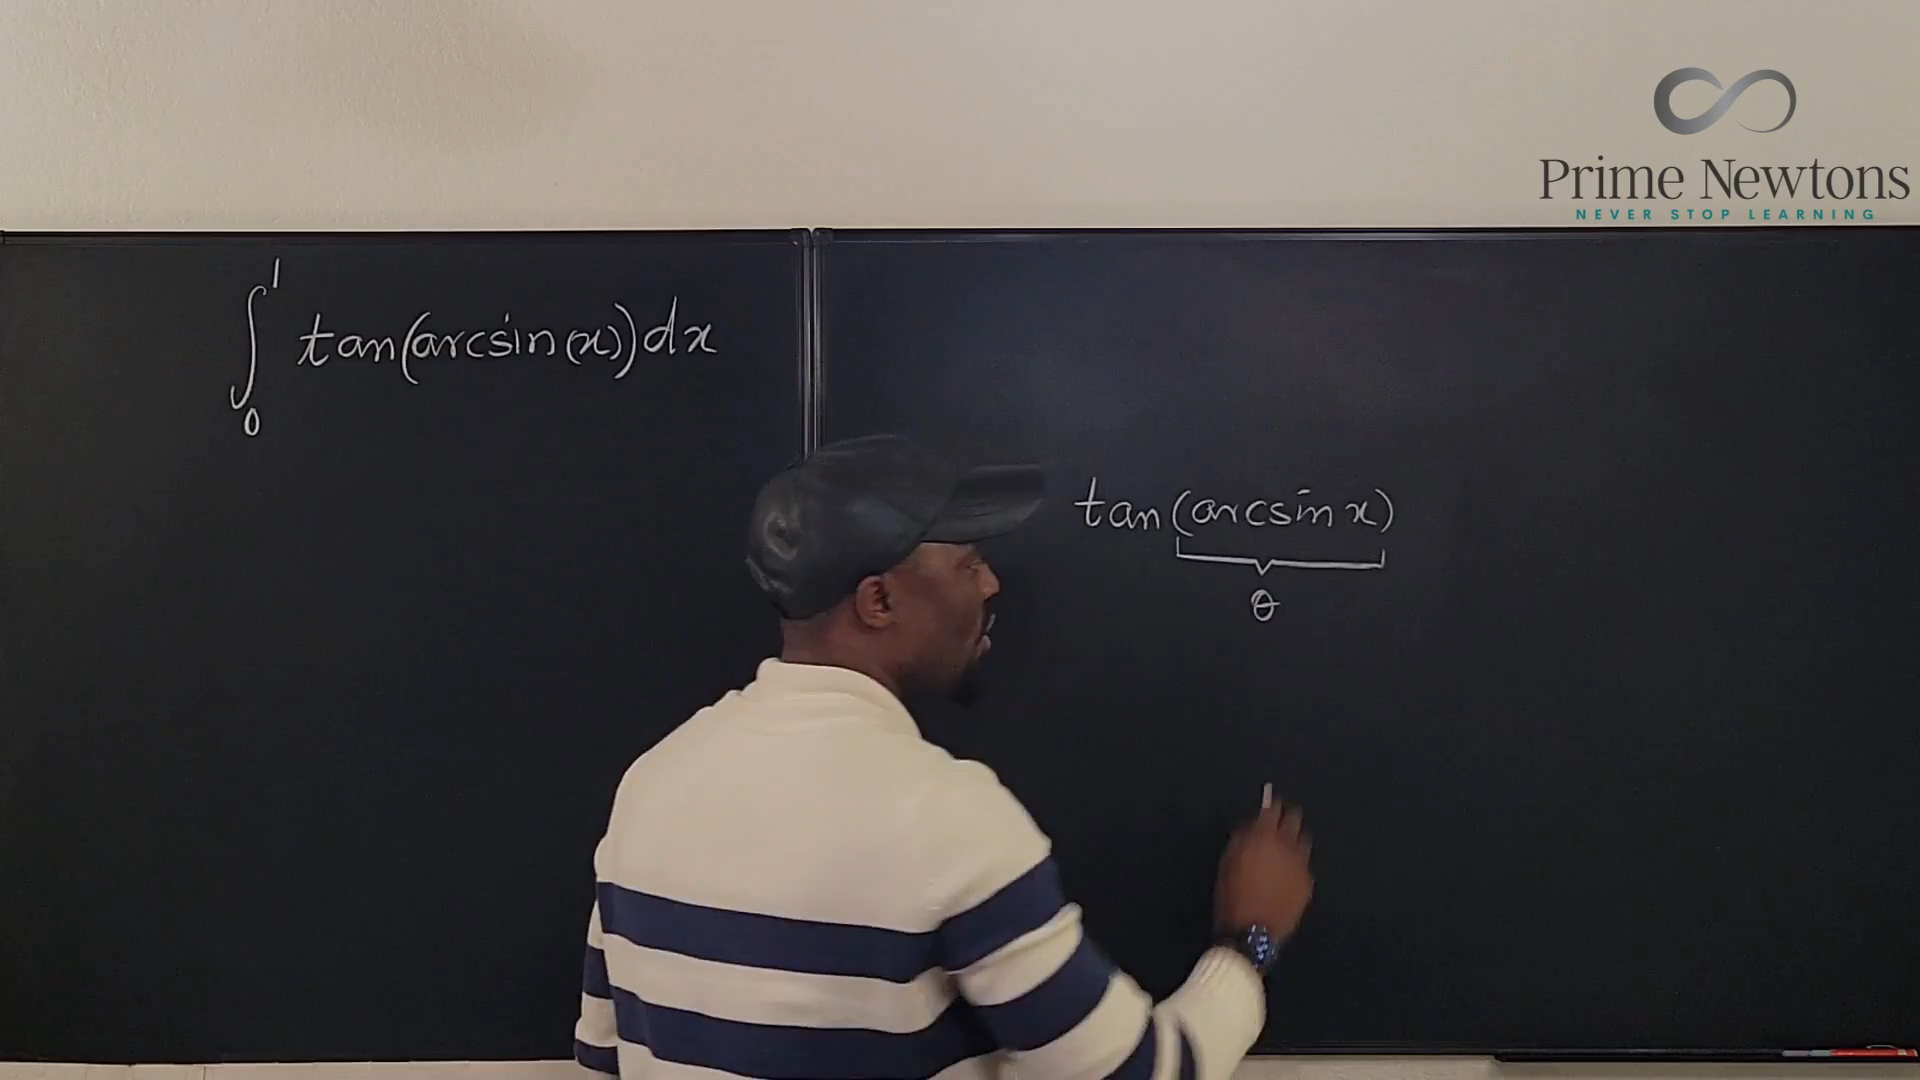 Prime Newtons
NEVER STOP LEARNING
∫₀¹ tan(arcsin(x))dx
tan(arcsin x)
θ